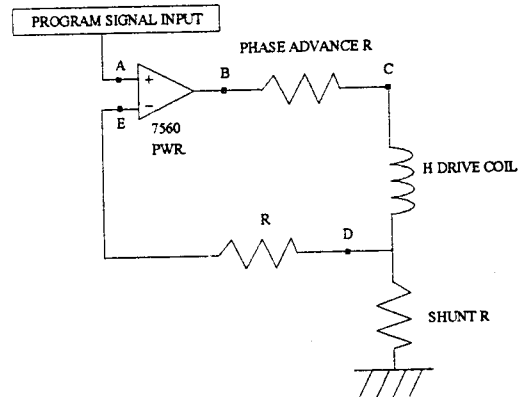 PROGRAM SIGNAL INPUT
PHASE ADVANCE R
A
B
C
+
−
E
7560
PWR.
H DRIVE COIL
R
D
SHUNT R